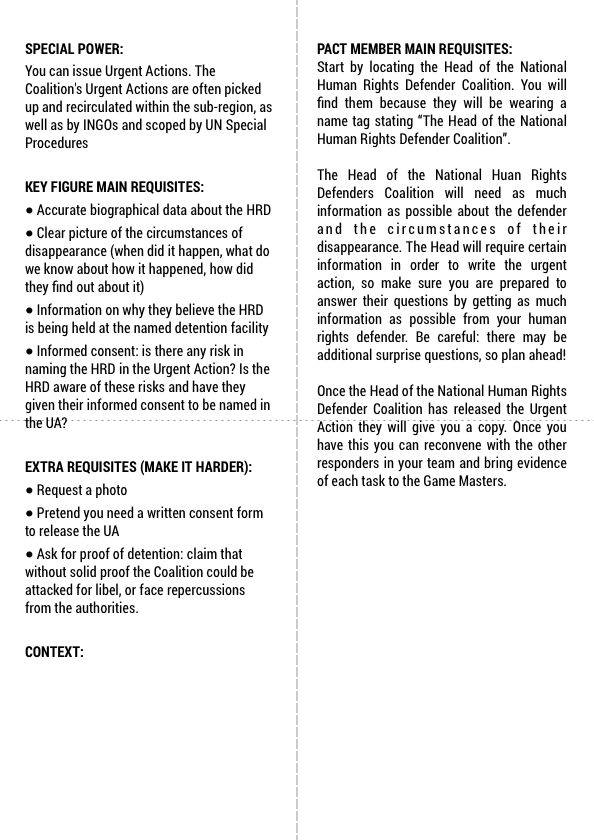 SPECIAL POWER:
You can issue Urgent Actions. The
Coalition's Urgent Actions are often picked
up and recirculated within the sub-region, as
well as by INGOs and scoped by UN Special
Procedures
KEY FIGURE MAIN REQUISITES:
● Accurate biographical data about the HRD
● Clear picture of the circumstances of
disappearance (when did it happen, what do
we know about how it happened, how did
they find out about it)
● Information on why they believe the HRD
is being held at the named detention facility
● Informed consent: is there any risk in
naming the HRD in the Urgent Action? Is the
HRD aware of these risks and have they
given their informed consent to be named in
the UA?
EXTRA REQUISITES (MAKE IT HARDER):
● Request a photo
● Pretend you need a written consent form
to release the UA
● Ask for proof of detention: claim that
without solid proof the Coalition could be
attacked for libel, or face repercussions
from the authorities.
CONTEXT:
PACT MEMBER MAIN REQUISITES:
Start by locating the Head of the National
Human Rights Defender Coalition. You will
find them because they will be wearing a
name tag stating “The Head of the National
Human Rights Defender Coalition”.
The Head of the National Huan Rights
Defenders Coalition will need as much
information as possible about the defender
and the circumstances of their
disappearance. The Head will require certain
information in order to write the urgent
action, so make sure you are prepared to
answer their questions by getting as much
information as possible from your human
rights defender. Be careful: there may be
additional surprise questions, so plan ahead!
Once the Head of the National Human Rights
Defender Coalition has released the Urgent
Action they will give you a copy. Once you
have this you can reconvene with the other
responders in your team and bring evidence
of each task to the Game Masters.